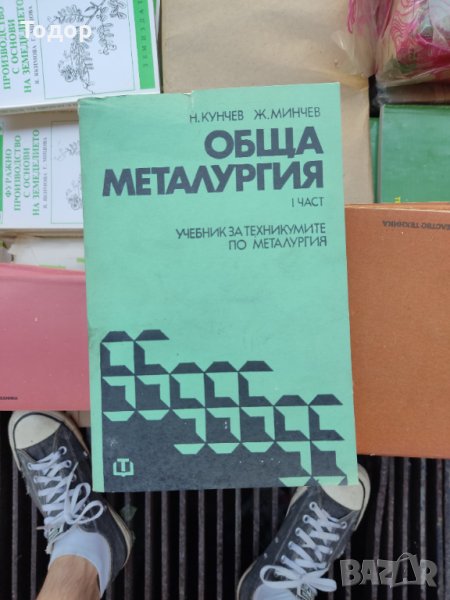 Тодор
ПРОИЗВОДСТВО
С ОСНОВИ
НА ЗЕМЕДЕЛИЕТО
ЗЕМИЗДАТ
ФУРАЖНО
ПРОИЗВОДСТВО
С ОСНОВИ
НА ЗЕМЕДЕЛИЕТО
Н. КУНЧЕВ Ж. МИНЧЕВ
ОБЩА
МЕТАЛУРГИЯ
I ЧАСТ
УЧЕБНИК ЗА ТЕХНИКУМИТЕ
ПО МЕТАЛУРГИЯ
Т
BAZAR